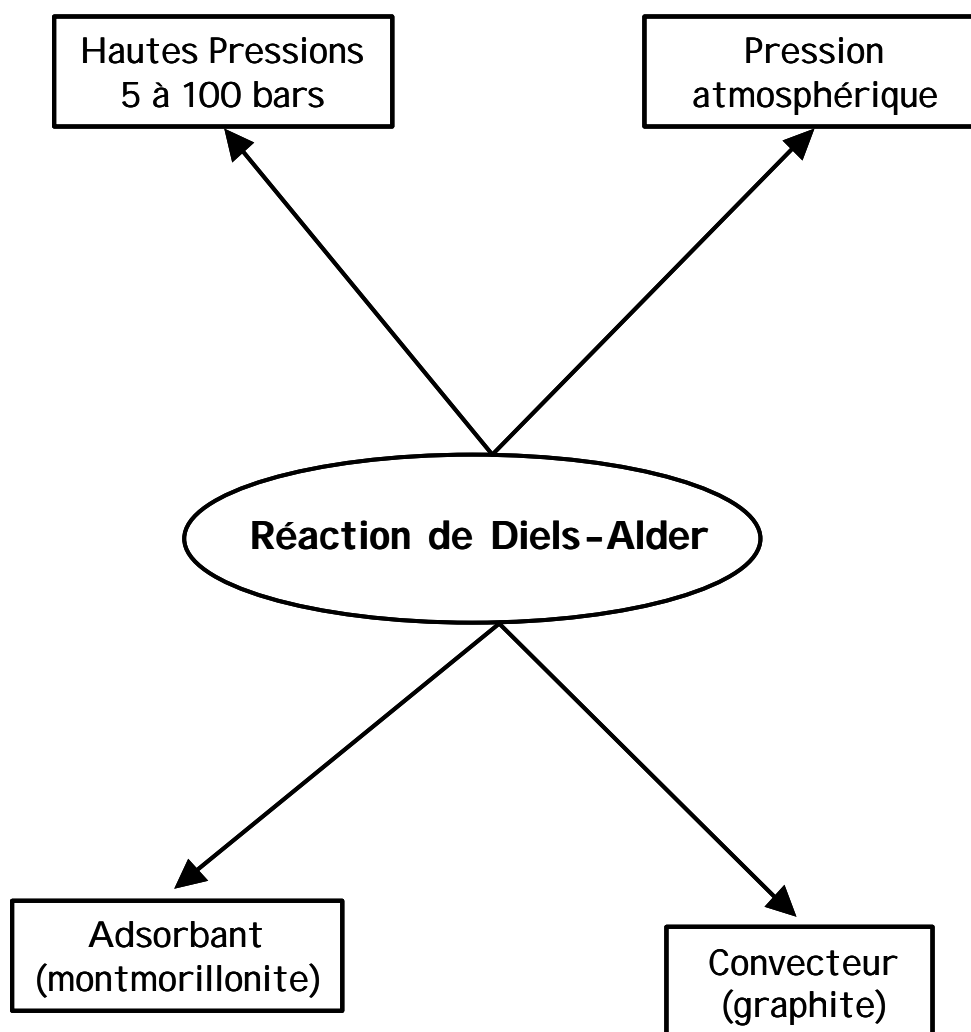 Hautes Pressions
5 à 100 bars
Pression
atmosphérique
Réaction de Diels-Alder
Adsorbant
(montmorillonite)
Convecteur
(graphite)